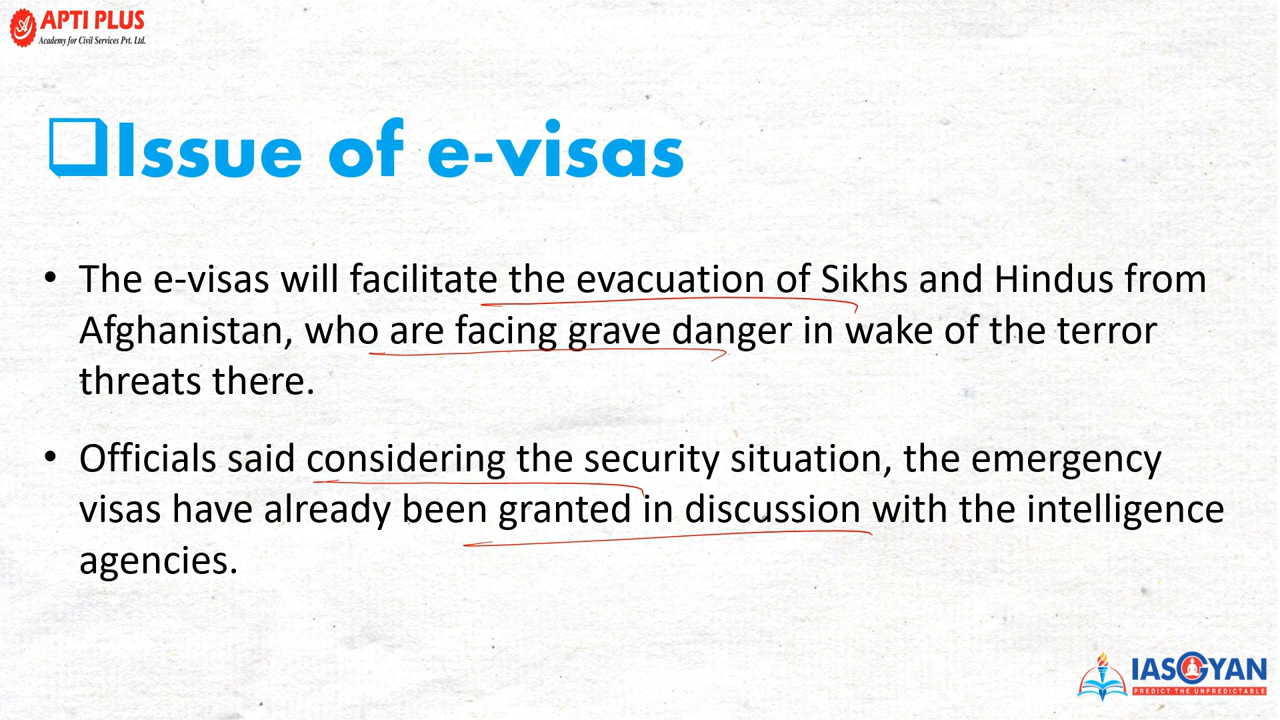 APTI PLUS
Academy for Civil Services Pvt. Ltd.
Issue of e-visas
• The e-visas will facilitate the evacuation of Sikhs and Hindus from
Afghanistan, who are facing grave danger in wake of the terror
threats there.
• Officials said considering the security situation, the emergency
visas have already been granted in discussion with the intelligence
agencies.
IASGYAN
PREDICT THE UNPREDICTABLE